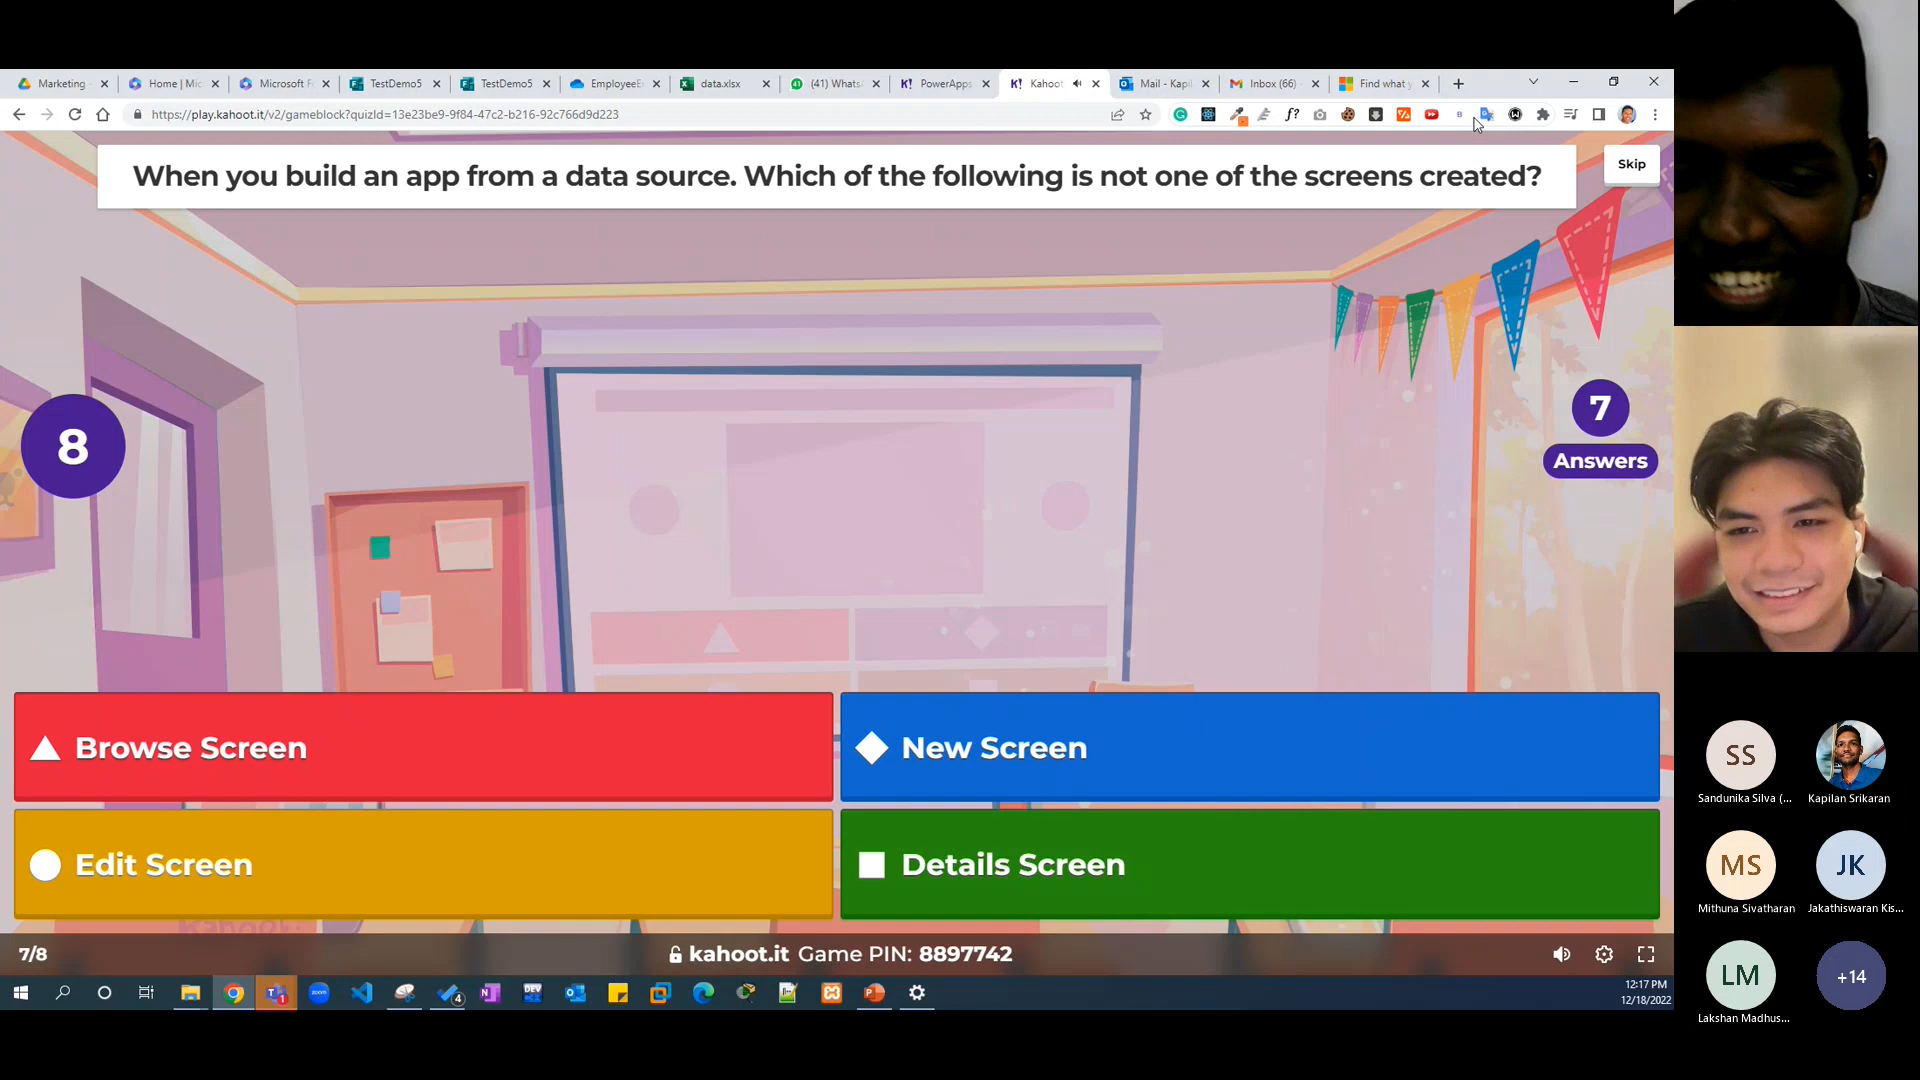 Marketing
Home | Mic
Microsoft F
TestDemo5
TestDemo5
EmployeeE
data.xlsx
(41) Whats
K! PowerApps
K! Kahoot
Mail - Kapil
Inbox (66)
Find what y
https://play.kahoot.it/v2/gameblock?quizId=13e23be9-9f84-47c2-b216-92c766d9d223
f?
B
When you build an app from a data source. Which of the following is not one of the screens created?
Skip
8
7
Answers
Browse Screen
New Screen
Edit Screen
Details Screen
7/8
kahoot.it Game PIN: 8897742
zoom
DEV
1
4
12:17 PM
12/18/2022
SS
Sandunika Silva (...
Kapilan Srikaran
MS
Mithuna Sivatharan
JK
Jakathiswaran Kis...
LM
Lakshan Madhus...
+14